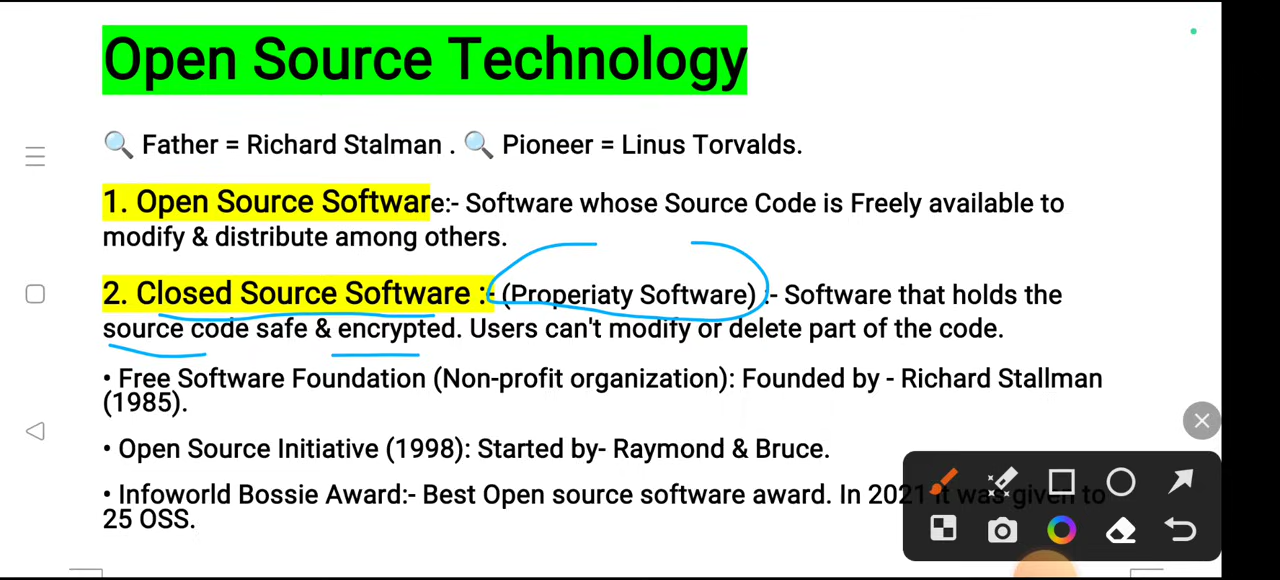 Open Source Technology
Father = Richard Stalman . Pioneer = Linus Torvalds.
1. Open Source Software:- Software whose Source Code is Freely available to
modify & distribute among others.
2. Closed Source Software :- (Properiaty Software) :- Software that holds the
source code safe & encrypted. Users can't modify or delete part of the code.
• Free Software Foundation (Non-profit organization): Founded by - Richard Stallman
(1985).
• Open Source Initiative (1998): Started by- Raymond & Bruce.
• Infoworld Bossie Award:- Best Open source software award. In 2021 it was given to
25 OSS.